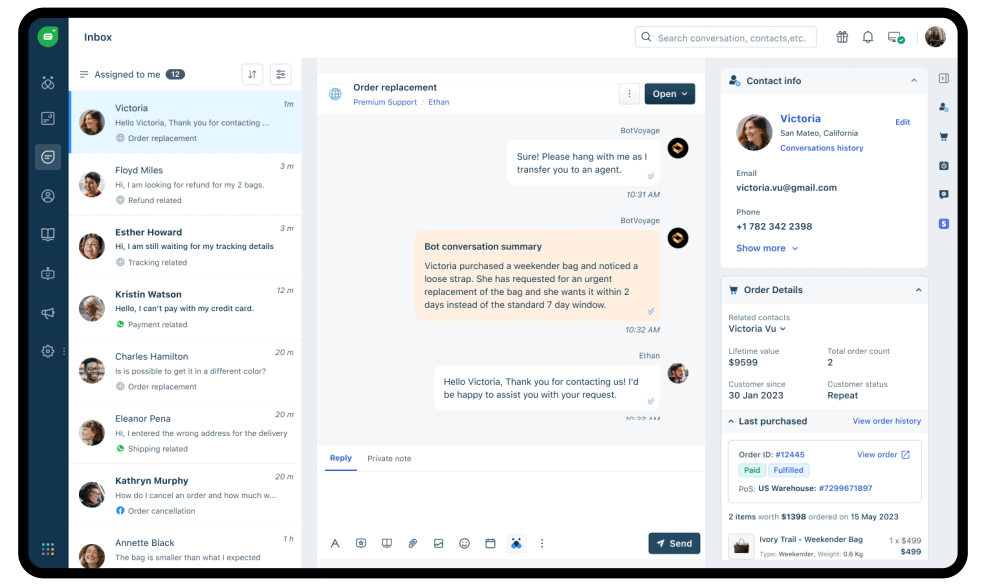 Inbox
Search conversation, contacts,etc.
Assigned to me 12
Victoria 1m
Hello Victoria, Thank you for contacting ...
Order replacement
Floyd Miles 3 m
Hi, I am looking for refund for my 2 bags.
Refund related
Esther Howard 3 m
Hi, I am still waiting for my tracking details
Tracking related
Kristin Watson 12 m
Hello, I can't pay with my credit card.
Payment related
Charles Hamilton 20 m
Is is possible to get it in a different color?
Order replacement
Eleanor Pena 20 m
Hi, I entered the wrong address for the delivery
Shipping related
Kathryn Murphy 20 m
How do I cancel an order and how much w...
Order cancellation
Annette Black 1 h
The bag is smaller than what I expected
Order replacement
Premium Support / Ethan
Open
BotVoyage
Sure! Please hang with me as I
transfer you to an agent.
10:31 AM
BotVoyage
Bot conversation summary
Victoria purchased a weekender bag and noticed a
loose strap. She has requested for an urgent
replacement of the bag and she wants it within 2
days instead of the standard 7 day window.
10:32 AM
Ethan
Hello Victoria, Thank you for contacting us! I'd
be happy to assist you with your request.
Reply Private note
Send
Contact info
Victoria Edit
San Mateo, California
Conversations history
Email
victoria.vu@gmail.com
Phone
+1 782 342 2398
Show more
Order Details
Related contacts
Victoria Vu
Lifetime value Total order count
$9599 2
Customer since Customer status
30 Jan 2023 Repeat
Last purchased View order history
Order ID: #12445 View order
Paid Fulfilled
PoS: US Warehouse: #7299671897
2 items worth $1398 ordered on 15 May 2023
Ivory Trail - Weekender Bag 1 x $499
Type: Weekender, Weight: 0.6 Kg $499
S